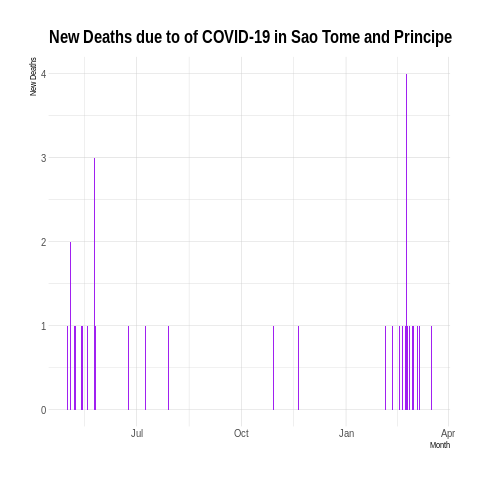 New Deaths due to of COVID-19 in Sao Tome and Principe
New Deaths
4
3
2
1
0
Jul
Oct
Jan
Apr
Month